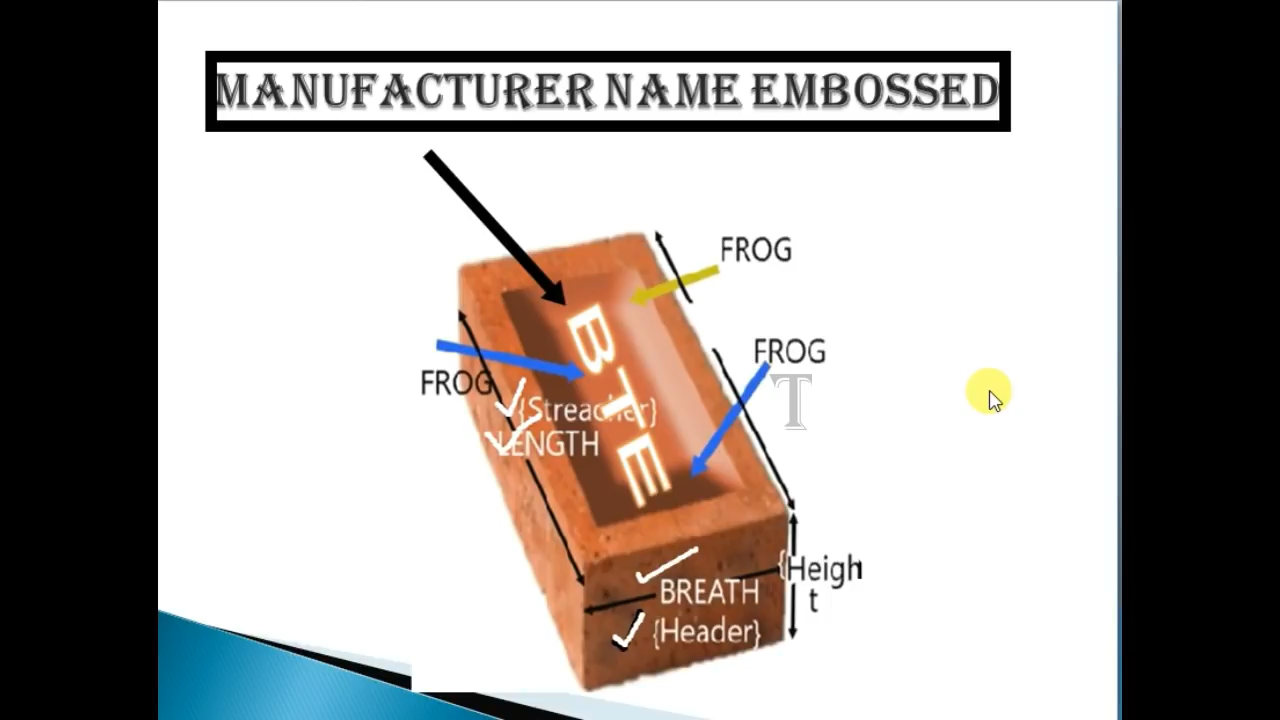 MANUFACTURER NAME EMBOSSED
FROG
FROG
T
FROG
BTE
{Streacher}
LENGTH
{Heigh
t
BREATH
{Header}